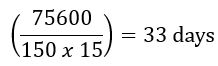 (75600 / 150 x 15) = 33 days